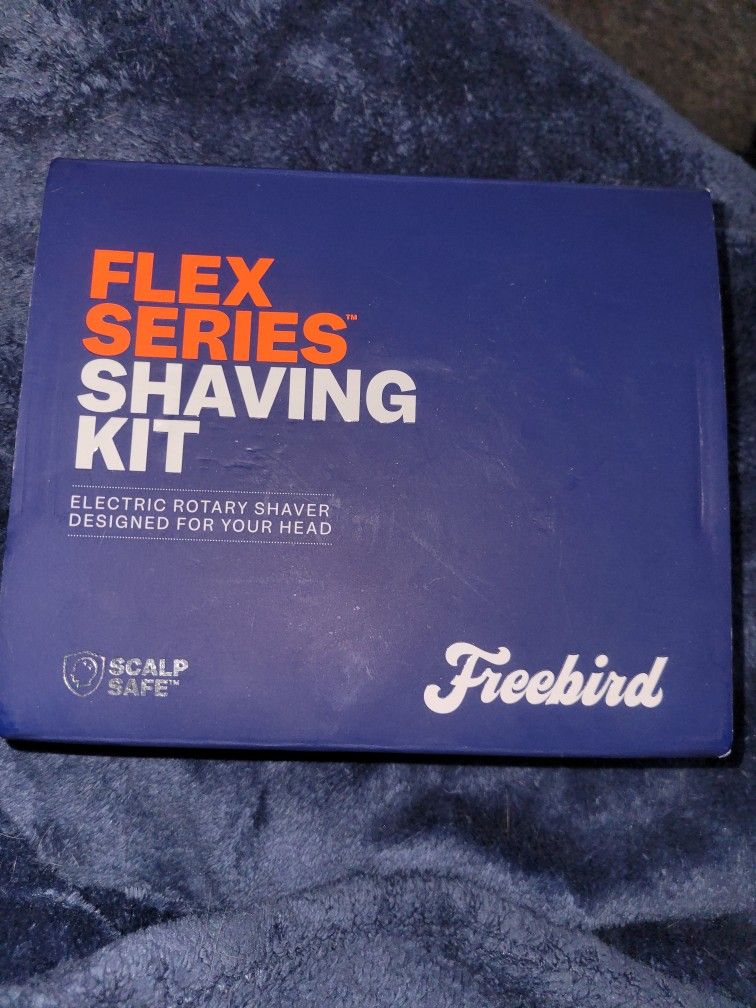 FLEX
SERIES™
SHAVING
KIT
ELECTRIC ROTARY SHAVER
DESIGNED FOR YOUR HEAD
SCALP
SAFE™
Freebird